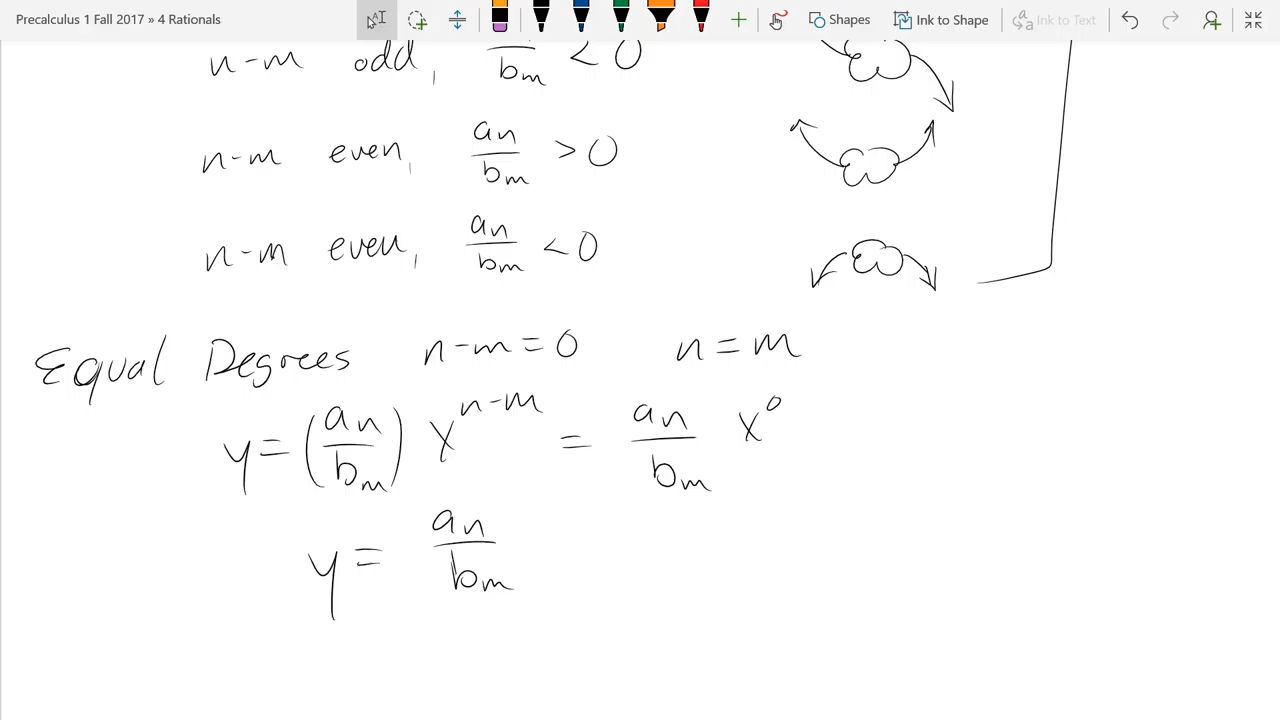 Precalculus 1 Fall 2017 » 4 Rationals Shapes Ink to Shape Ink to Text
n-m odd, an/bm < 0
n-m even, an/bm > 0
n-m even, an/bm < 0
Equal Degrees n-m=0 n=m
y = (an/bm) x^(n-m) = an/bm x^0
y = an/bm